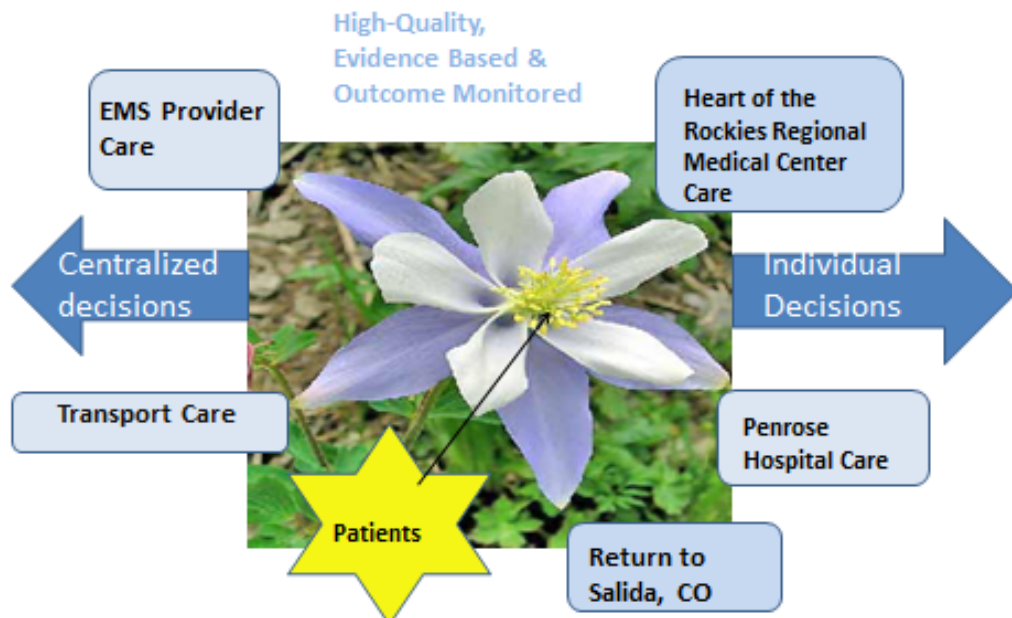 High-Quality,
Evidence Based &
Outcome Monitored
EMS Provider
Care
Heart of the
Rockies Regional
Medical Center
Care
Centralized
decisions
Individual
Decisions
Transport Care
Penrose
Hospital Care
Patients
Return to
Salida, CO